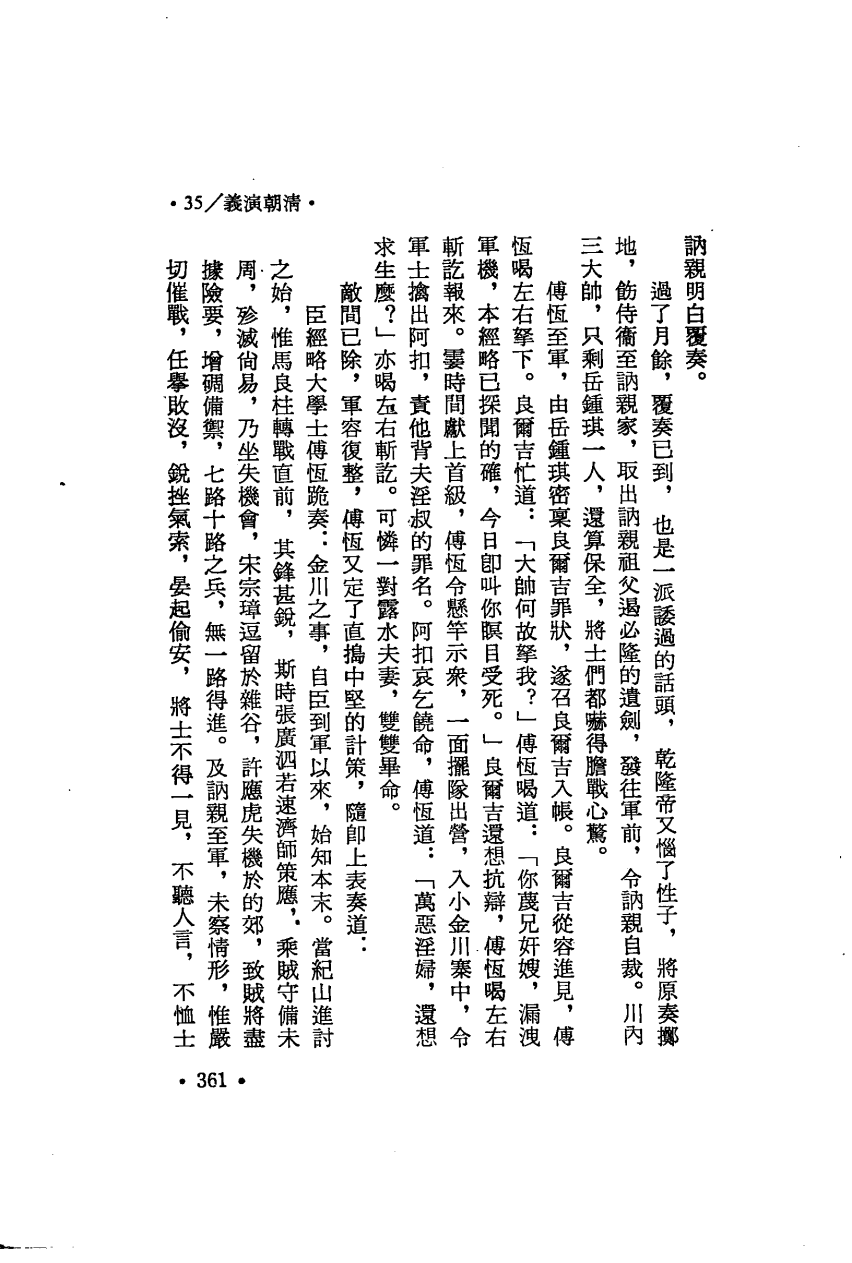 •35／義演朝清•
訥親明白覆奏。
過了月餘，覆奏已到，也是一派諉過的話頭，乾隆帝又惱了性子，將原奏擲
地，飭侍衞至訥親家，取出訥親祖父遏必隆的遺劍，發往軍前，令訥親自裁。川內
三大帥，只剩岳鍾琪一人，還算保全，將士們都嚇得膽戰心驚。
傅恆至軍，由岳鍾琪密稟良爾吉罪狀，遂召良爾吉入帳。良爾吉從容進見，傅
恆喝左右拏下。良爾吉忙道：「大帥何故拏我？」傅恆喝道：「你蔑兄奸嫂，漏洩
軍機，本經略已探聞的確，今日卽叫你瞑目受死。」良爾吉還想抗辯，傅恆喝左右
斬訖報來。霎時間獻上首級，傅恆令懸竿示衆，一面擺隊出營，入小金川寨中，令
軍士擒出阿扣，責他背夫淫叔的罪名。阿扣哀乞饒命，傅恆道：「萬惡淫婦，還想
求生麼？」亦喝左右斬訖。可憐一對露水夫妻，雙雙畢命。
敵間已除，軍容復整，傅恆又定了直搗中堅的計策，隨卽上表奏道：
臣經略大學士傅恆跪奏：金川之事，自臣到軍以來，始知本末。當紀山進討
之始，惟馬良柱轉戰直前，其鋒甚銳，斯時張廣泗若速濟師策應，乘賊守備未
周，殄滅尙易，乃坐失機會，宋宗璋逗留於雜谷，許應虎失機於的郊，致賊將盡
據險要，增碉備禦，七路十路之兵，無一路得進。及訥親至軍，未察情形，惟嚴
切催戰，任擧敗沒，銳挫氣索，晏起偷安，將士不得一見，不聽人言，不恤士
•361•